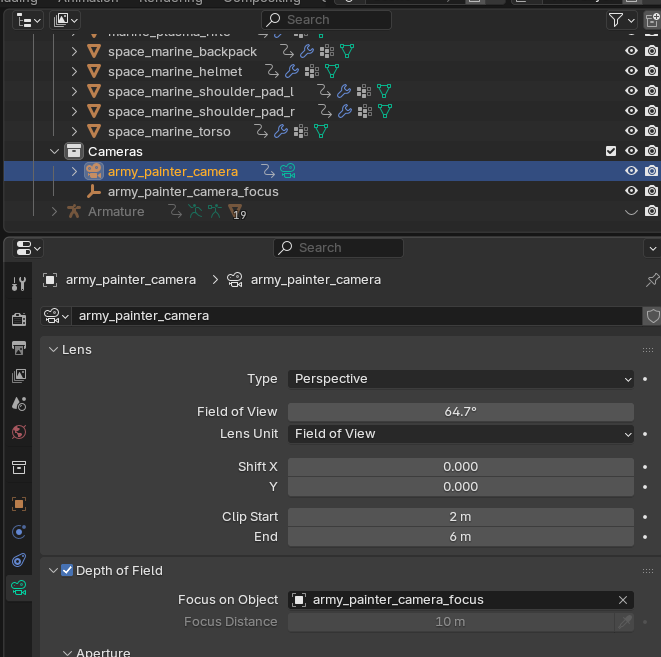 Search
space_marine_backpack
space_marine_helmet
space_marine_shoulder_pad_l
space_marine_shoulder_pad_r
space_marine_torso
Cameras
army_painter_camera
army_painter_camera_focus
Armature 19
Search
army_painter_camera > army_painter_camera
army_painter_camera
Lens
Type Perspective
Field of View 64.7°
Lens Unit Field of View
Shift X 0.000
Y 0.000
Clip Start 2 m
End 6 m
Depth of Field
Focus on Object army_painter_camera_focus
Focus Distance 10 m
Aperture